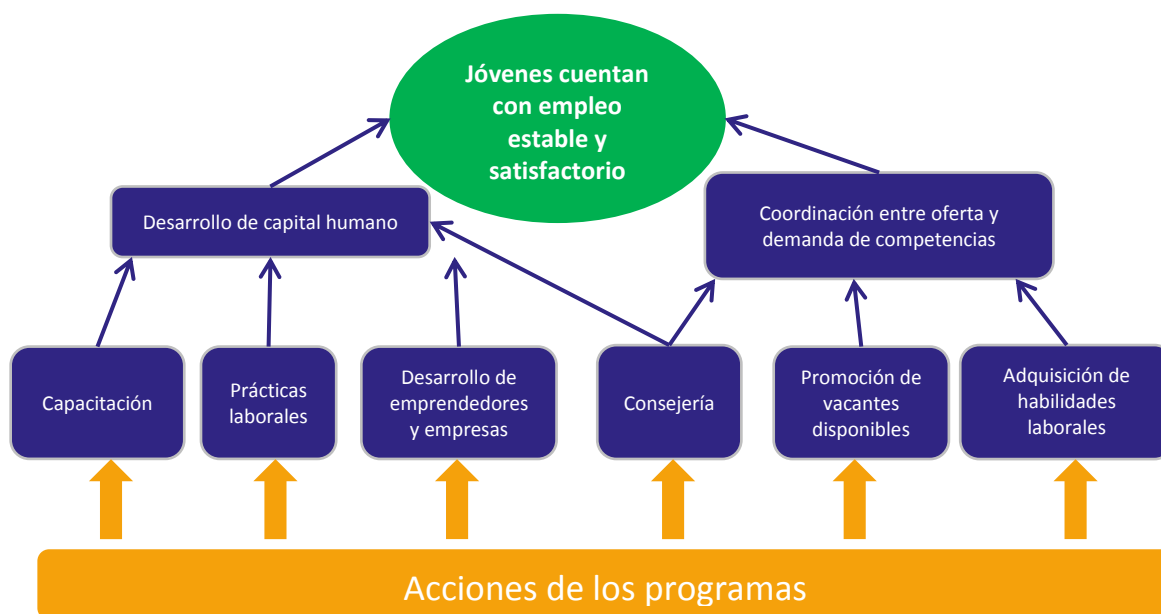 Jóvenes cuentan
con empleo
estable y
satisfactorio
Desarrollo de capital humano
Coordinación entre oferta y
demanda de competencias
Capacitación
Prácticas
laborales
Desarrollo de
emprendedores
y empresas
Consejería
Promoción de
vacantes
disponibles
Adquisición de
habilidades
laborales
Acciones de los programas